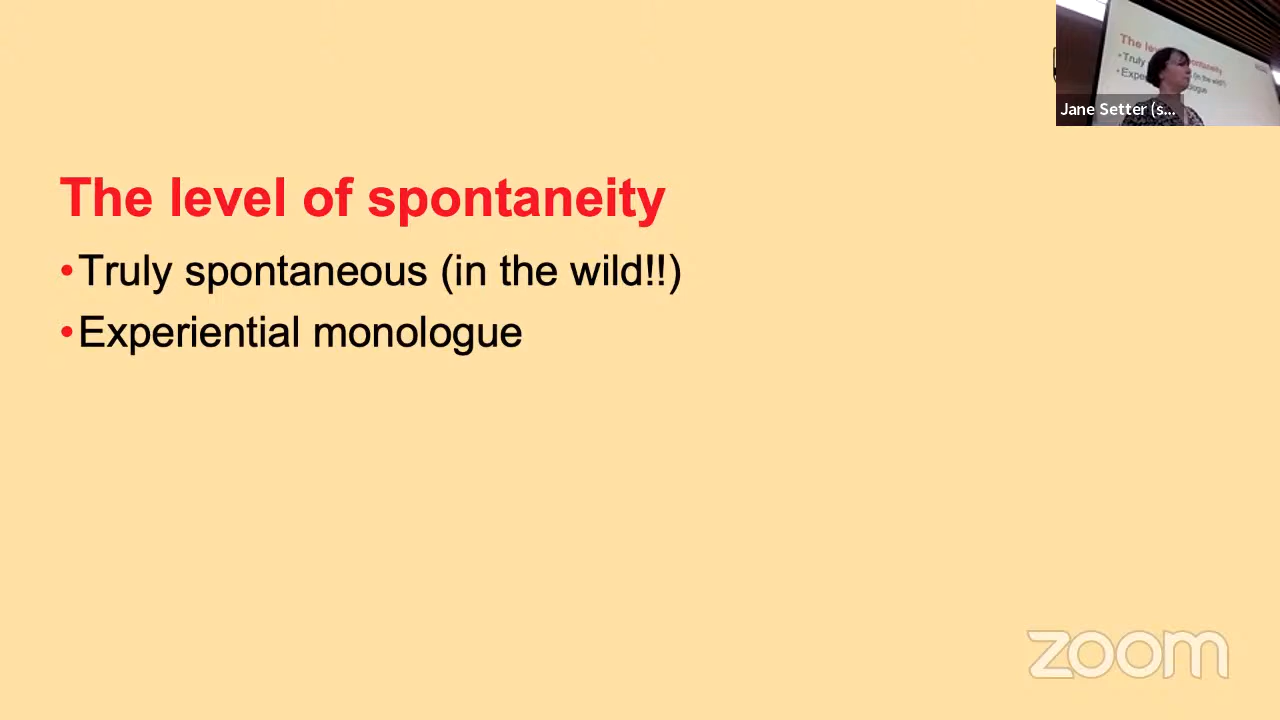 The level of spontaneity
•Truly spontaneous (in the wild!!)
•Experiential monologue
Jane Setter (s...
zoom